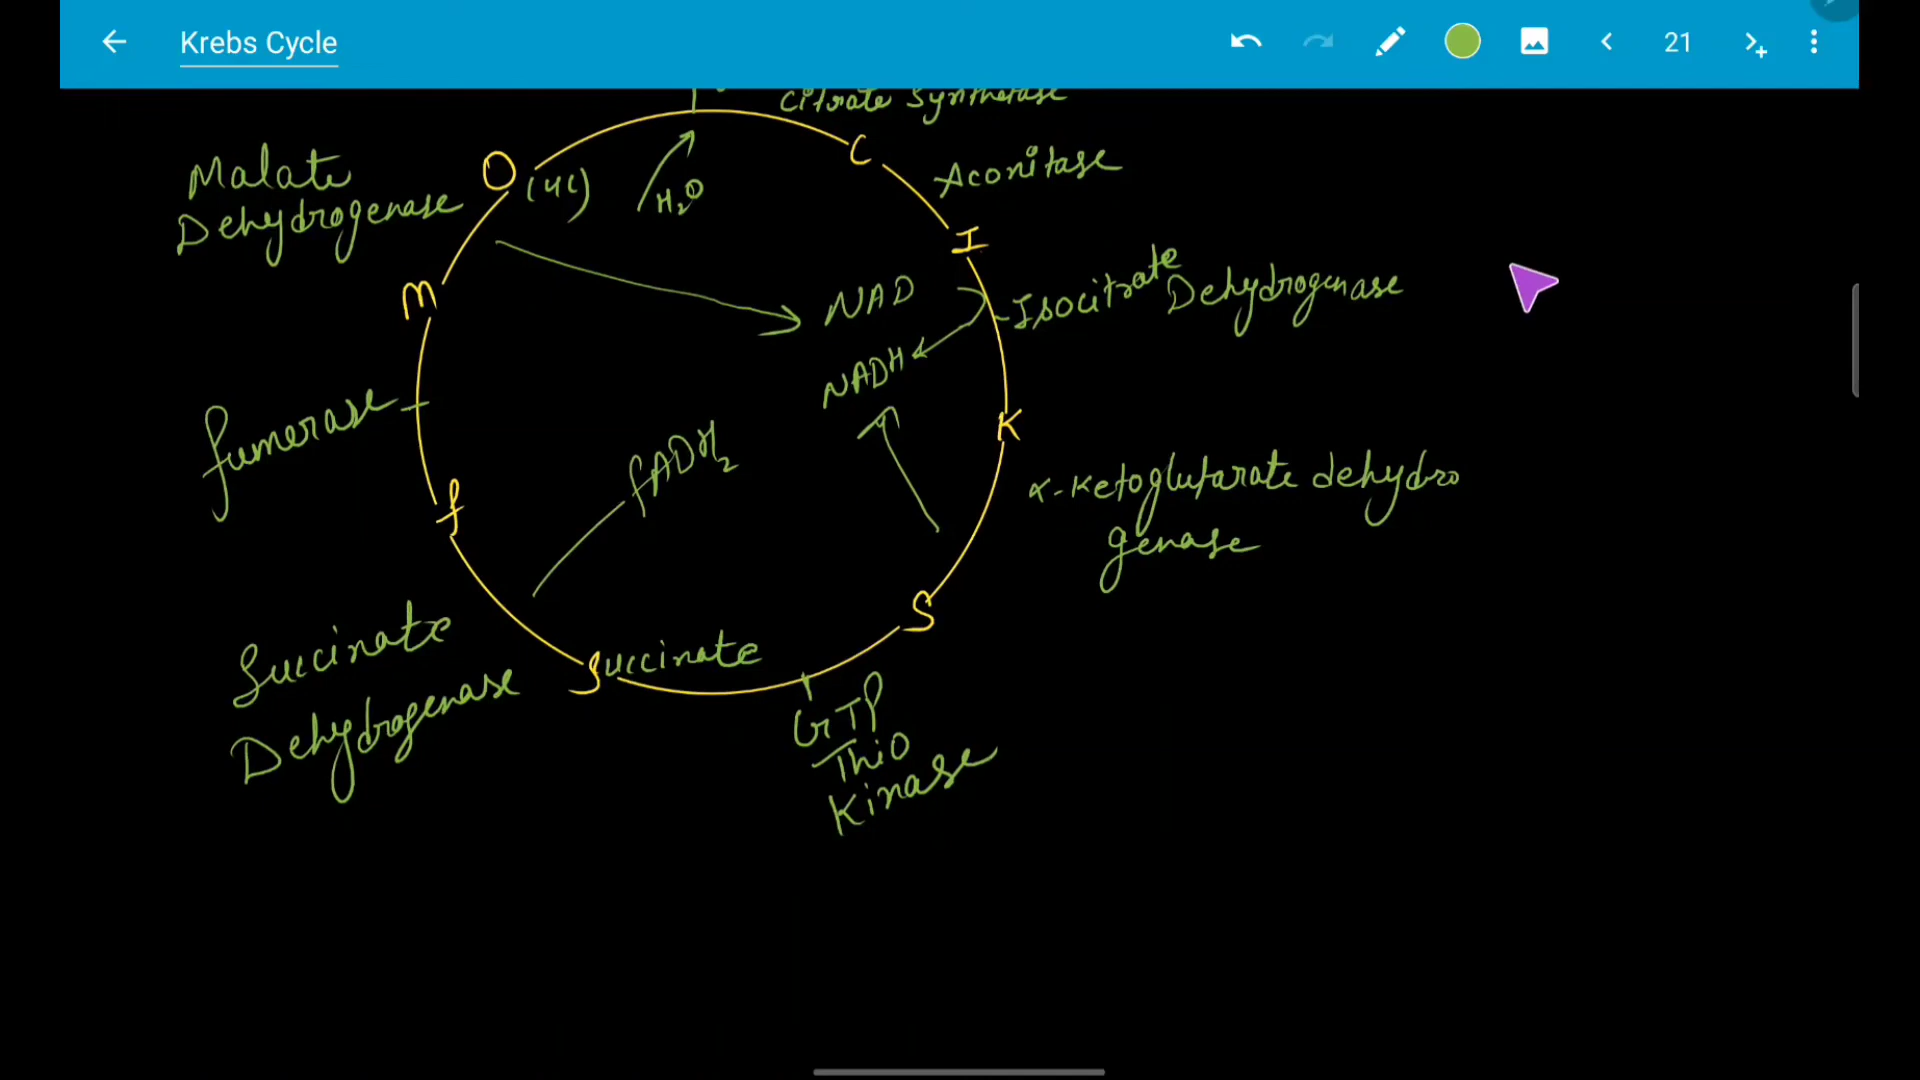 Krebs Cycle
21
Citrate Synthetase
C
Aconitase
Malate
Dehydrogenase
O (4C)
H₂O
I
Isocitrate Dehydrogenase
M
NAD
NADH
fumerase
K
fADH₂
α-Ketoglutarate dehydro
genase
f
S
Succinate
Succinate
Dehydrogenase
GTP
Thio
Kinase